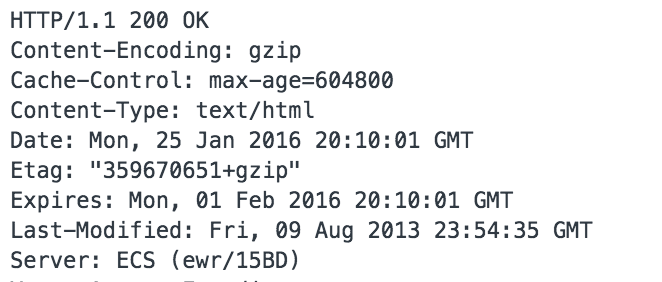 HTTP/1.1 200 OK
Content-Encoding: gzip
Cache-Control: max-age=604800
Content-Type: text/html
Date: Mon, 25 Jan 2016 20:10:01 GMT
Etag: "359670651+gzip"
Expires: Mon, 01 Feb 2016 20:10:01 GMT
Last-Modified: Fri, 09 Aug 2013 23:54:35 GMT
Server: ECS (ewr/15BD)